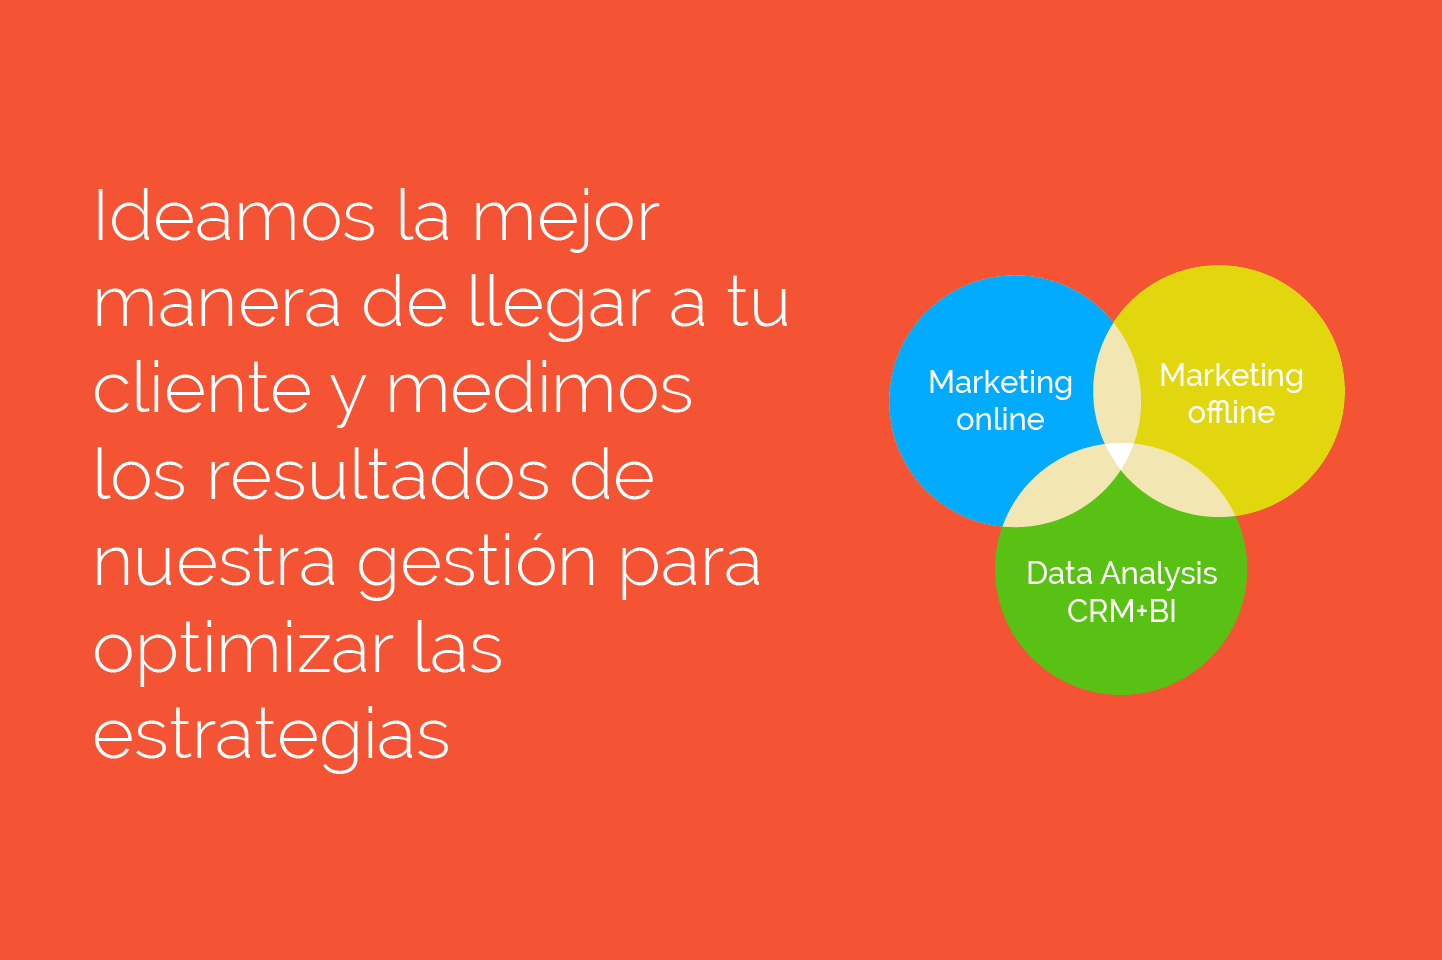 Ideamos la mejor
manera de llegar a tu
cliente y medimos
los resultados de
nuestra gestión para
optimizar las
estrategias
Marketing
online
Marketing
offline
Data Analysis
CRM+BI